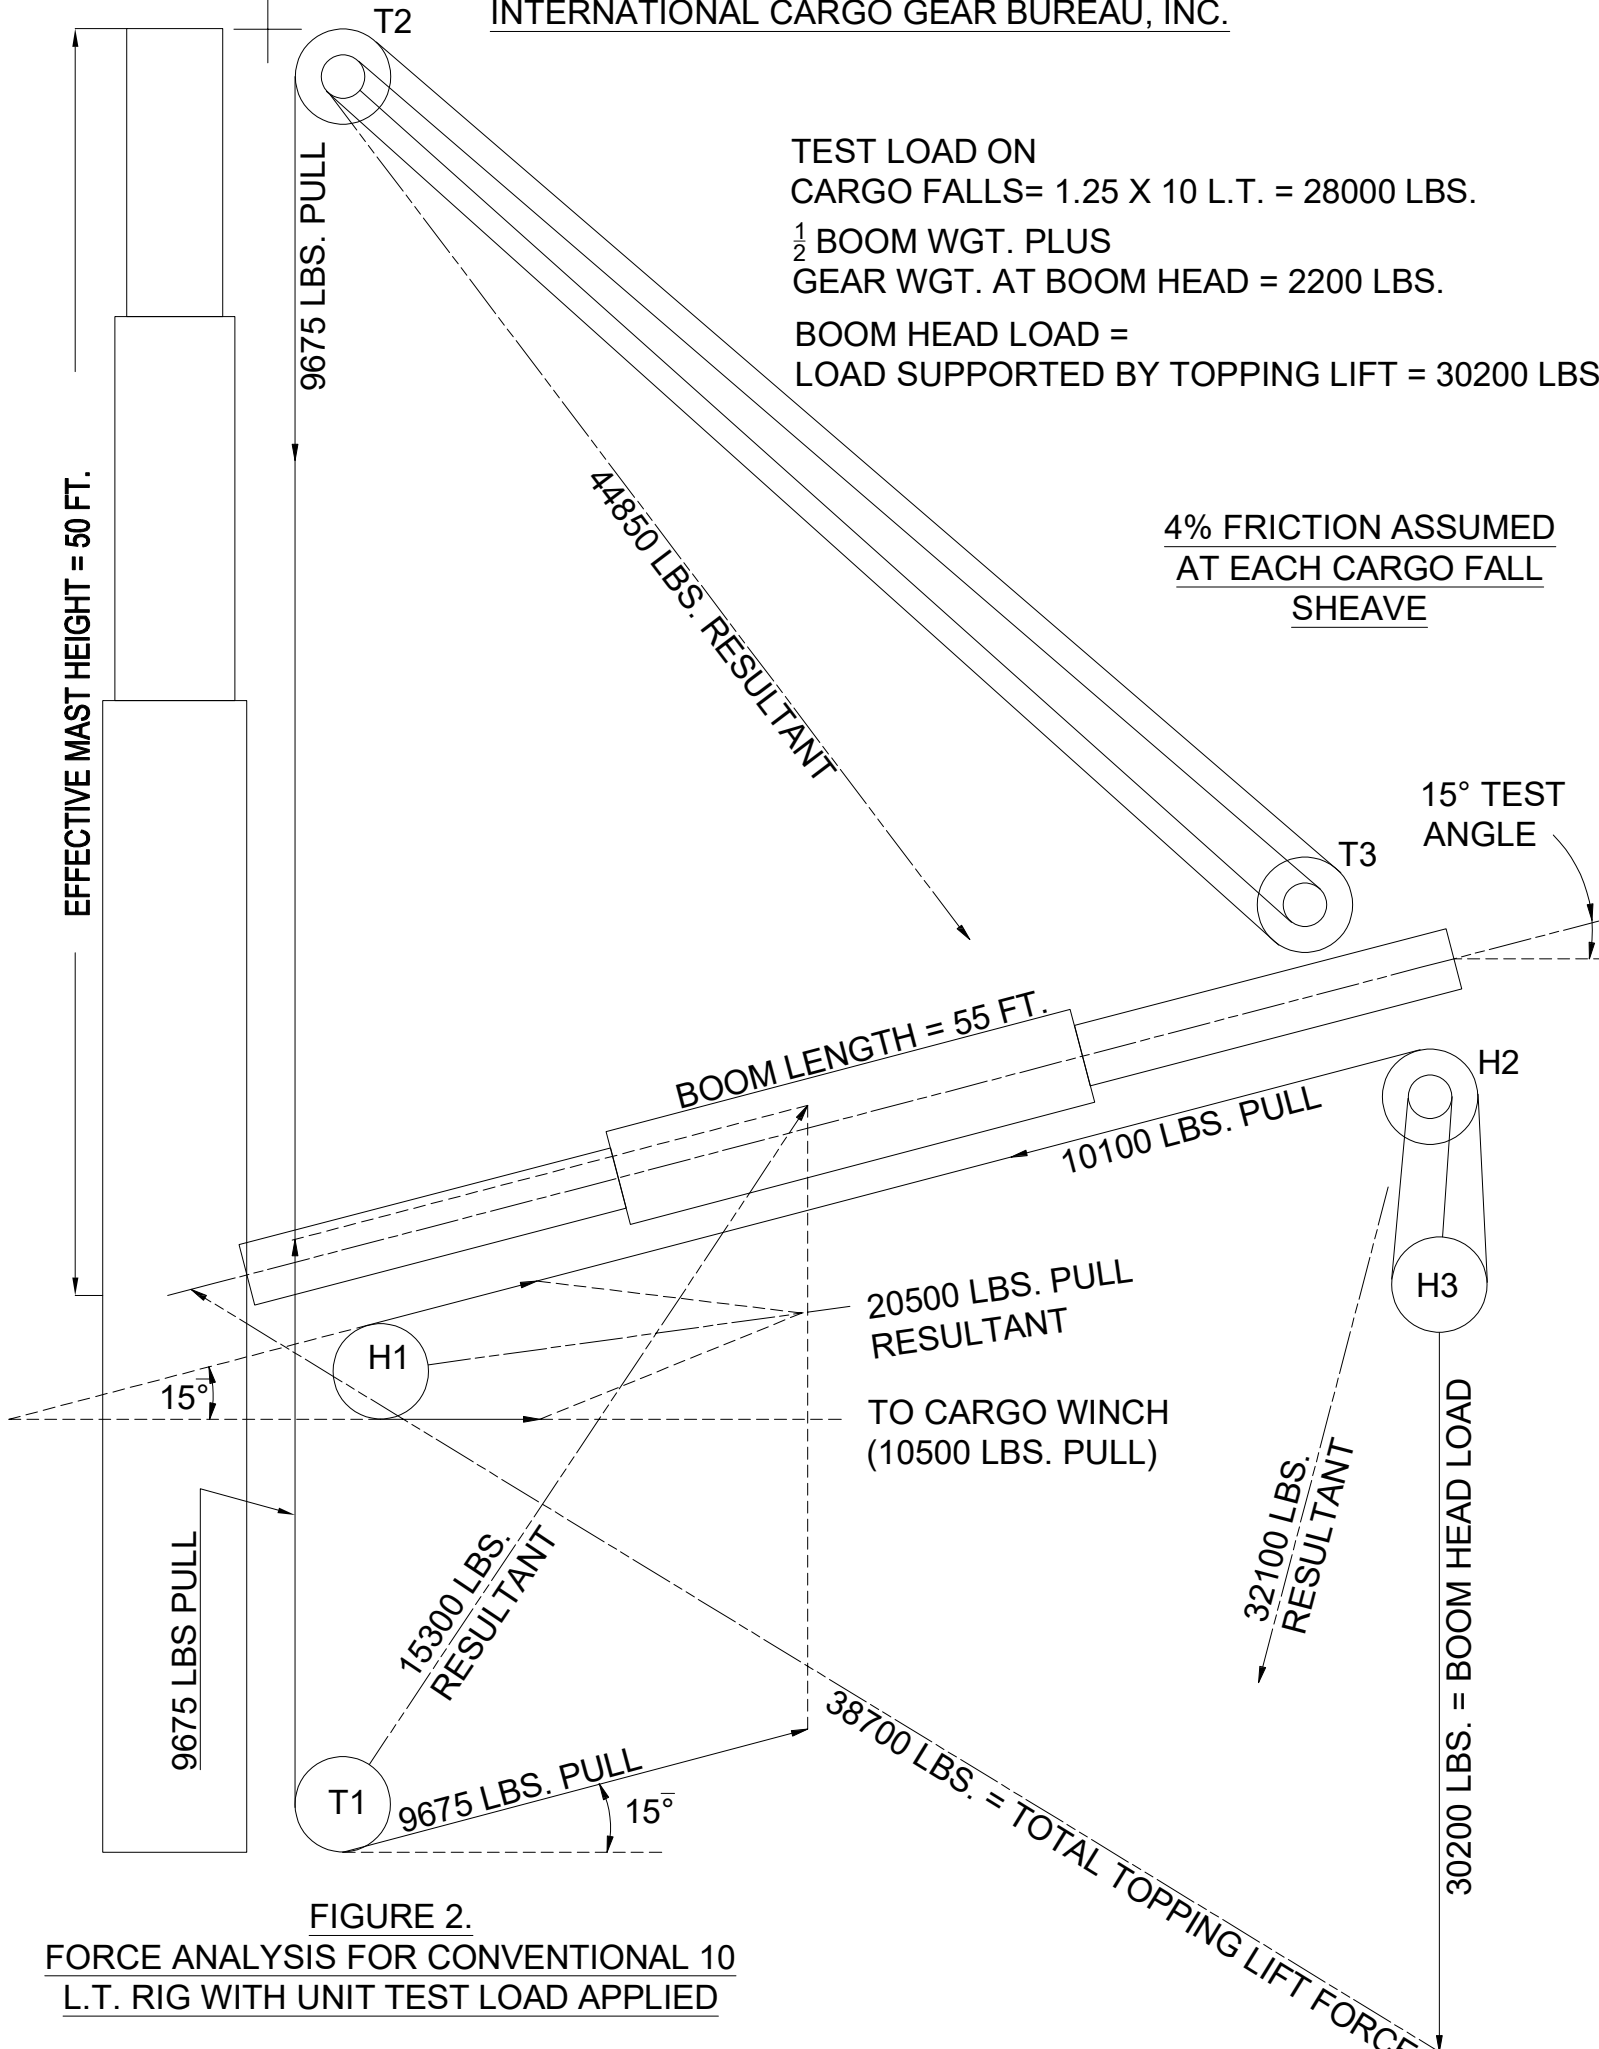 INTERNATIONAL CARGO GEAR BUREAU, INC.
T2
9675 LBS. PULL
TEST LOAD ON
CARGO FALLS= 1.25 X 10 L.T. = 28000 LBS.
1/2 BOOM WGT. PLUS
GEAR WGT. AT BOOM HEAD = 2200 LBS.
BOOM HEAD LOAD =
LOAD SUPPORTED BY TOPPING LIFT = 30200 LBS
EFFECTIVE MAST HEIGHT = 50 FT.
44850 LBS. RESULTANT
4% FRICTION ASSUMED
AT EACH CARGO FALL
SHEAVE
15° TEST
ANGLE
T3
BOOM LENGTH = 55 FT.
H2
10100 LBS. PULL
H3
20500 LBS. PULL
RESULTANT
H1
15°
TO CARGO WINCH
(10500 LBS. PULL)
32100 LBS.
RESULTANT
30200 LBS. = BOOM HEAD LOAD
9675 LBS PULL
15300 LBS.
RESULTANT
38700 LBS. = TOTAL TOPPING LIFT FORCE
T1
9675 LBS. PULL
15°
FIGURE 2.
FORCE ANALYSIS FOR CONVENTIONAL 10
L.T. RIG WITH UNIT TEST LOAD APPLIED